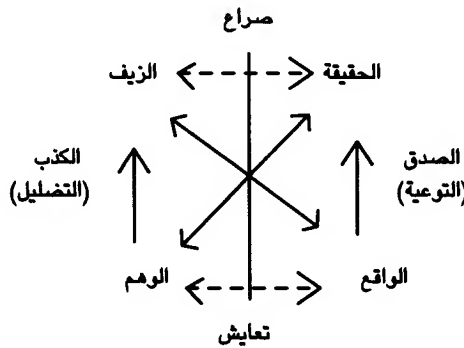 صراع
الحقيقة
الزيف
الصدق
(التوعية)
الكذب
(التضليل)
الواقع
الوهم
تعايش